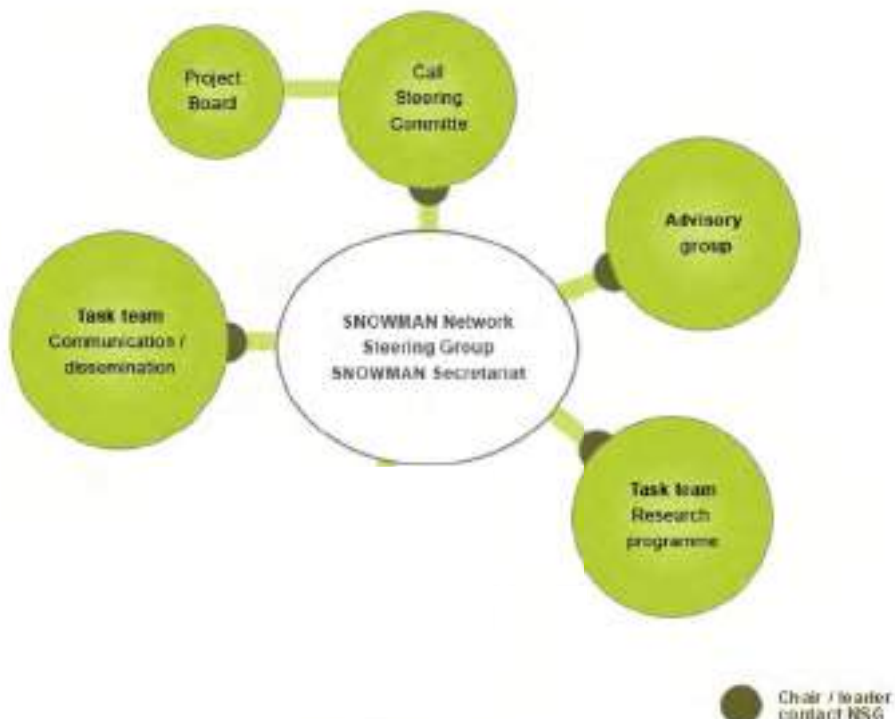 Project
Board
Call
Steering
Committe
Advisory
group
Task team
Communication /
dissemination
SNOWMAN Network
Steering Group
SNOWMAN Secretariat
Task team
Research
programme
Chair / leader
contact NSG